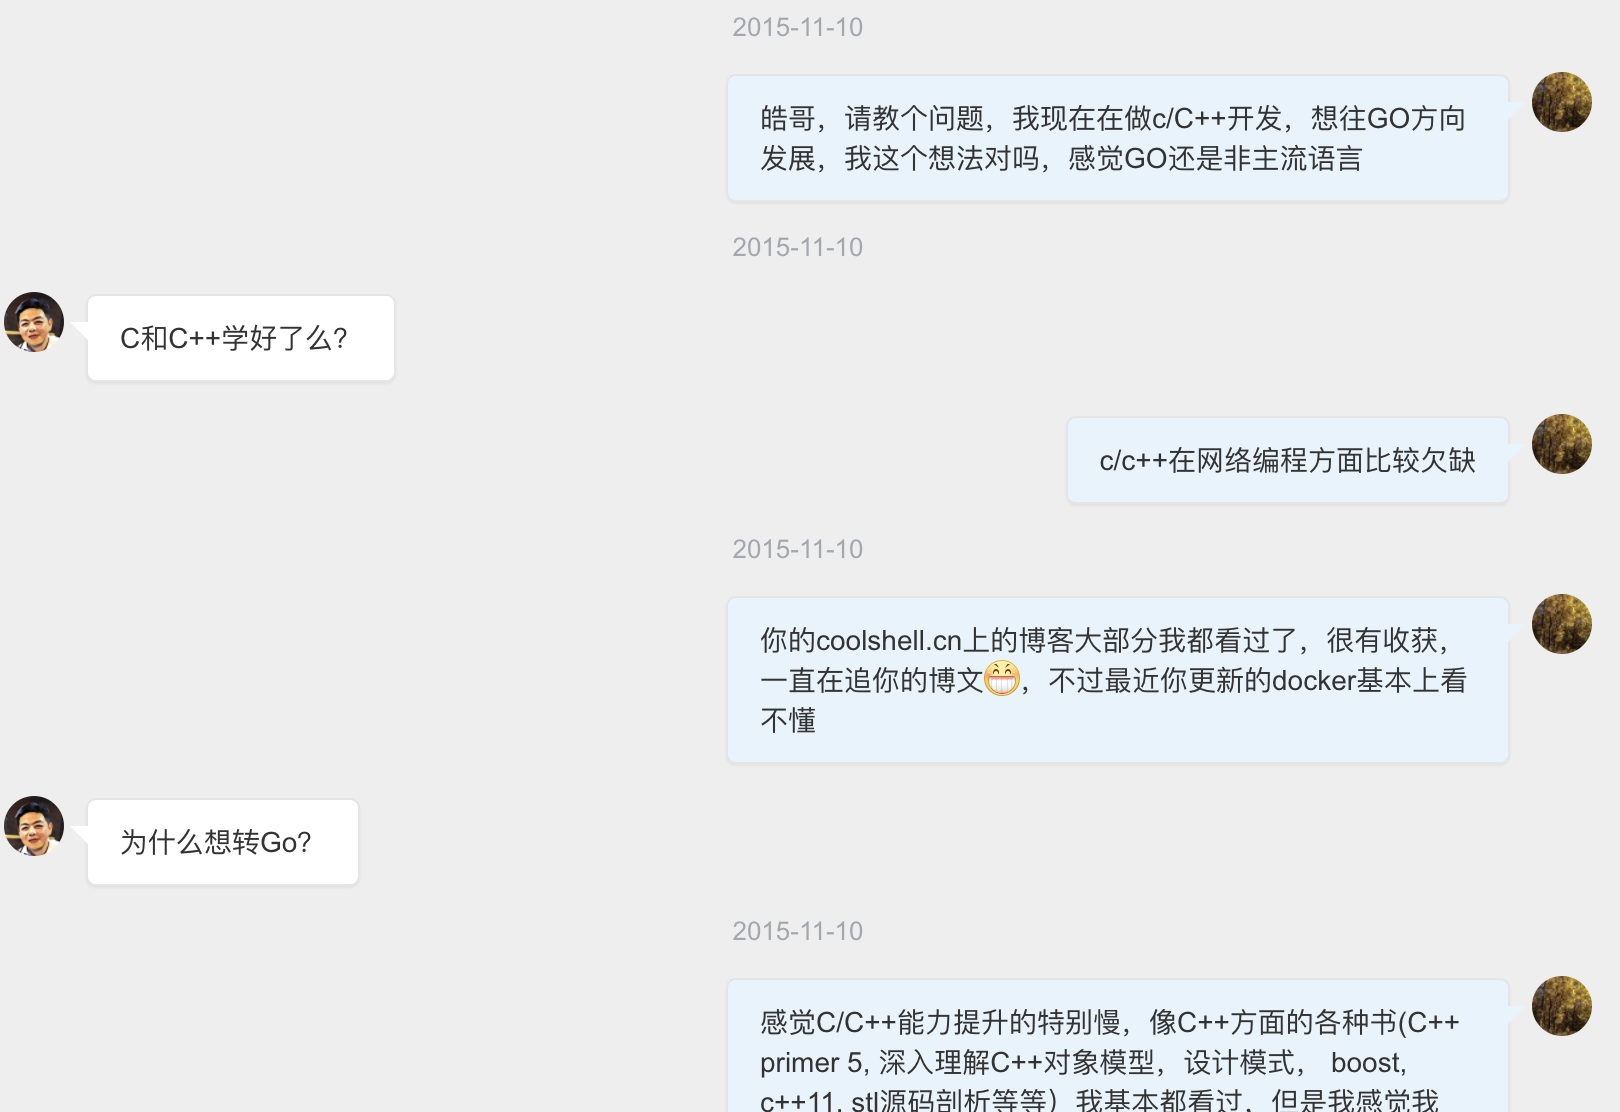 2015-11-10
皓哥，请教个问题，我现在在做c/C++开发，想往GO方向
发展，我这个想法对吗，感觉GO还是非主流语言
2015-11-10
C和C++学好了么？
c/c++在网络编程方面比较欠缺
2015-11-10
你的coolshell.cn上的博客大部分我都看过了，很有收获，
一直在追你的博文😁，不过最近你更新的docker基本上看
不懂
为什么想转Go？
2015-11-10
感觉C/C++能力提升的特别慢，像C++方面的各种书(C++
primer 5, 深入理解C++对象模型，设计模式， boost,
c++11, stl源码剖析等等）我基本都看过，但是我感觉我